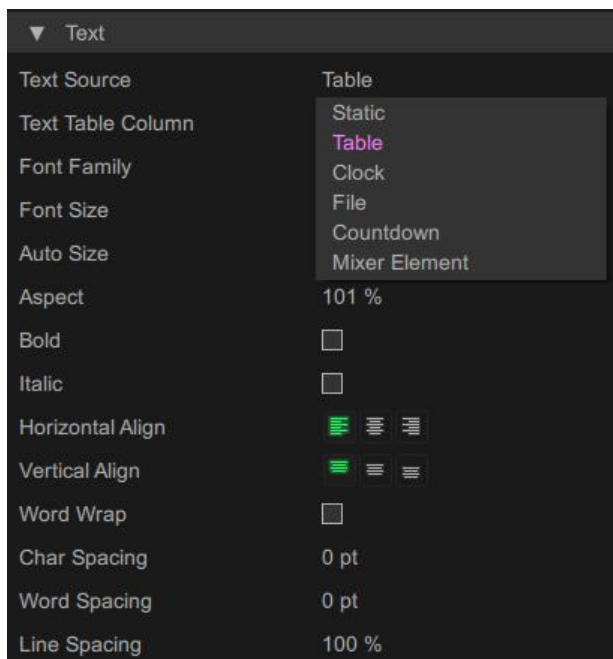 ▼ Text
Text Source Table
Text Table Column
Static
Table
Font Family
Clock
Font Size
File
Countdown
Auto Size
Mixer Element
Aspect 101 %
Bold
Italic
Horizontal Align
Vertical Align
Word Wrap
Char Spacing 0 pt
Word Spacing 0 pt
Line Spacing 100 %